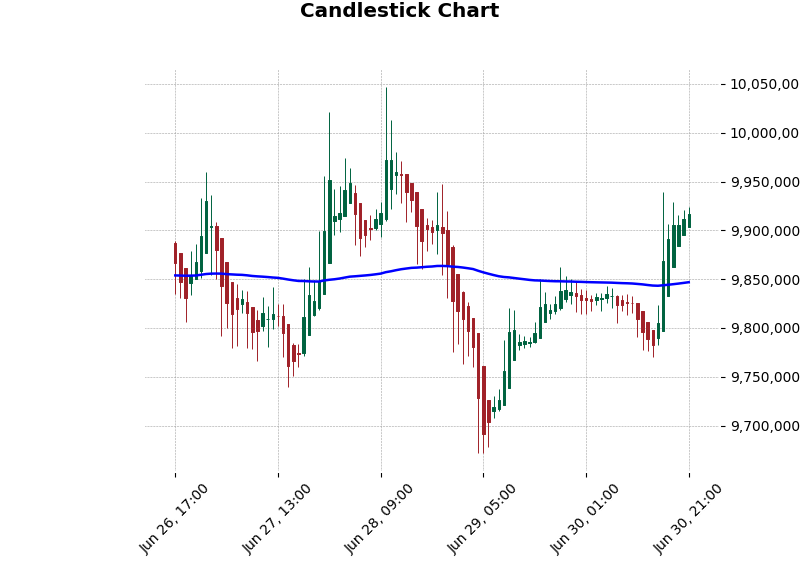 Candlestick Chart
10,050,00
10,000,00
9,950,000
9,900,000
9,850,000
9,800,000
9,750,000
9,700,000
Jun 26, 17:00
Jun 27, 13:00
Jun 28, 09:00
Jun 29, 05:00
Jun 30, 01:00
Jun 30, 21:00